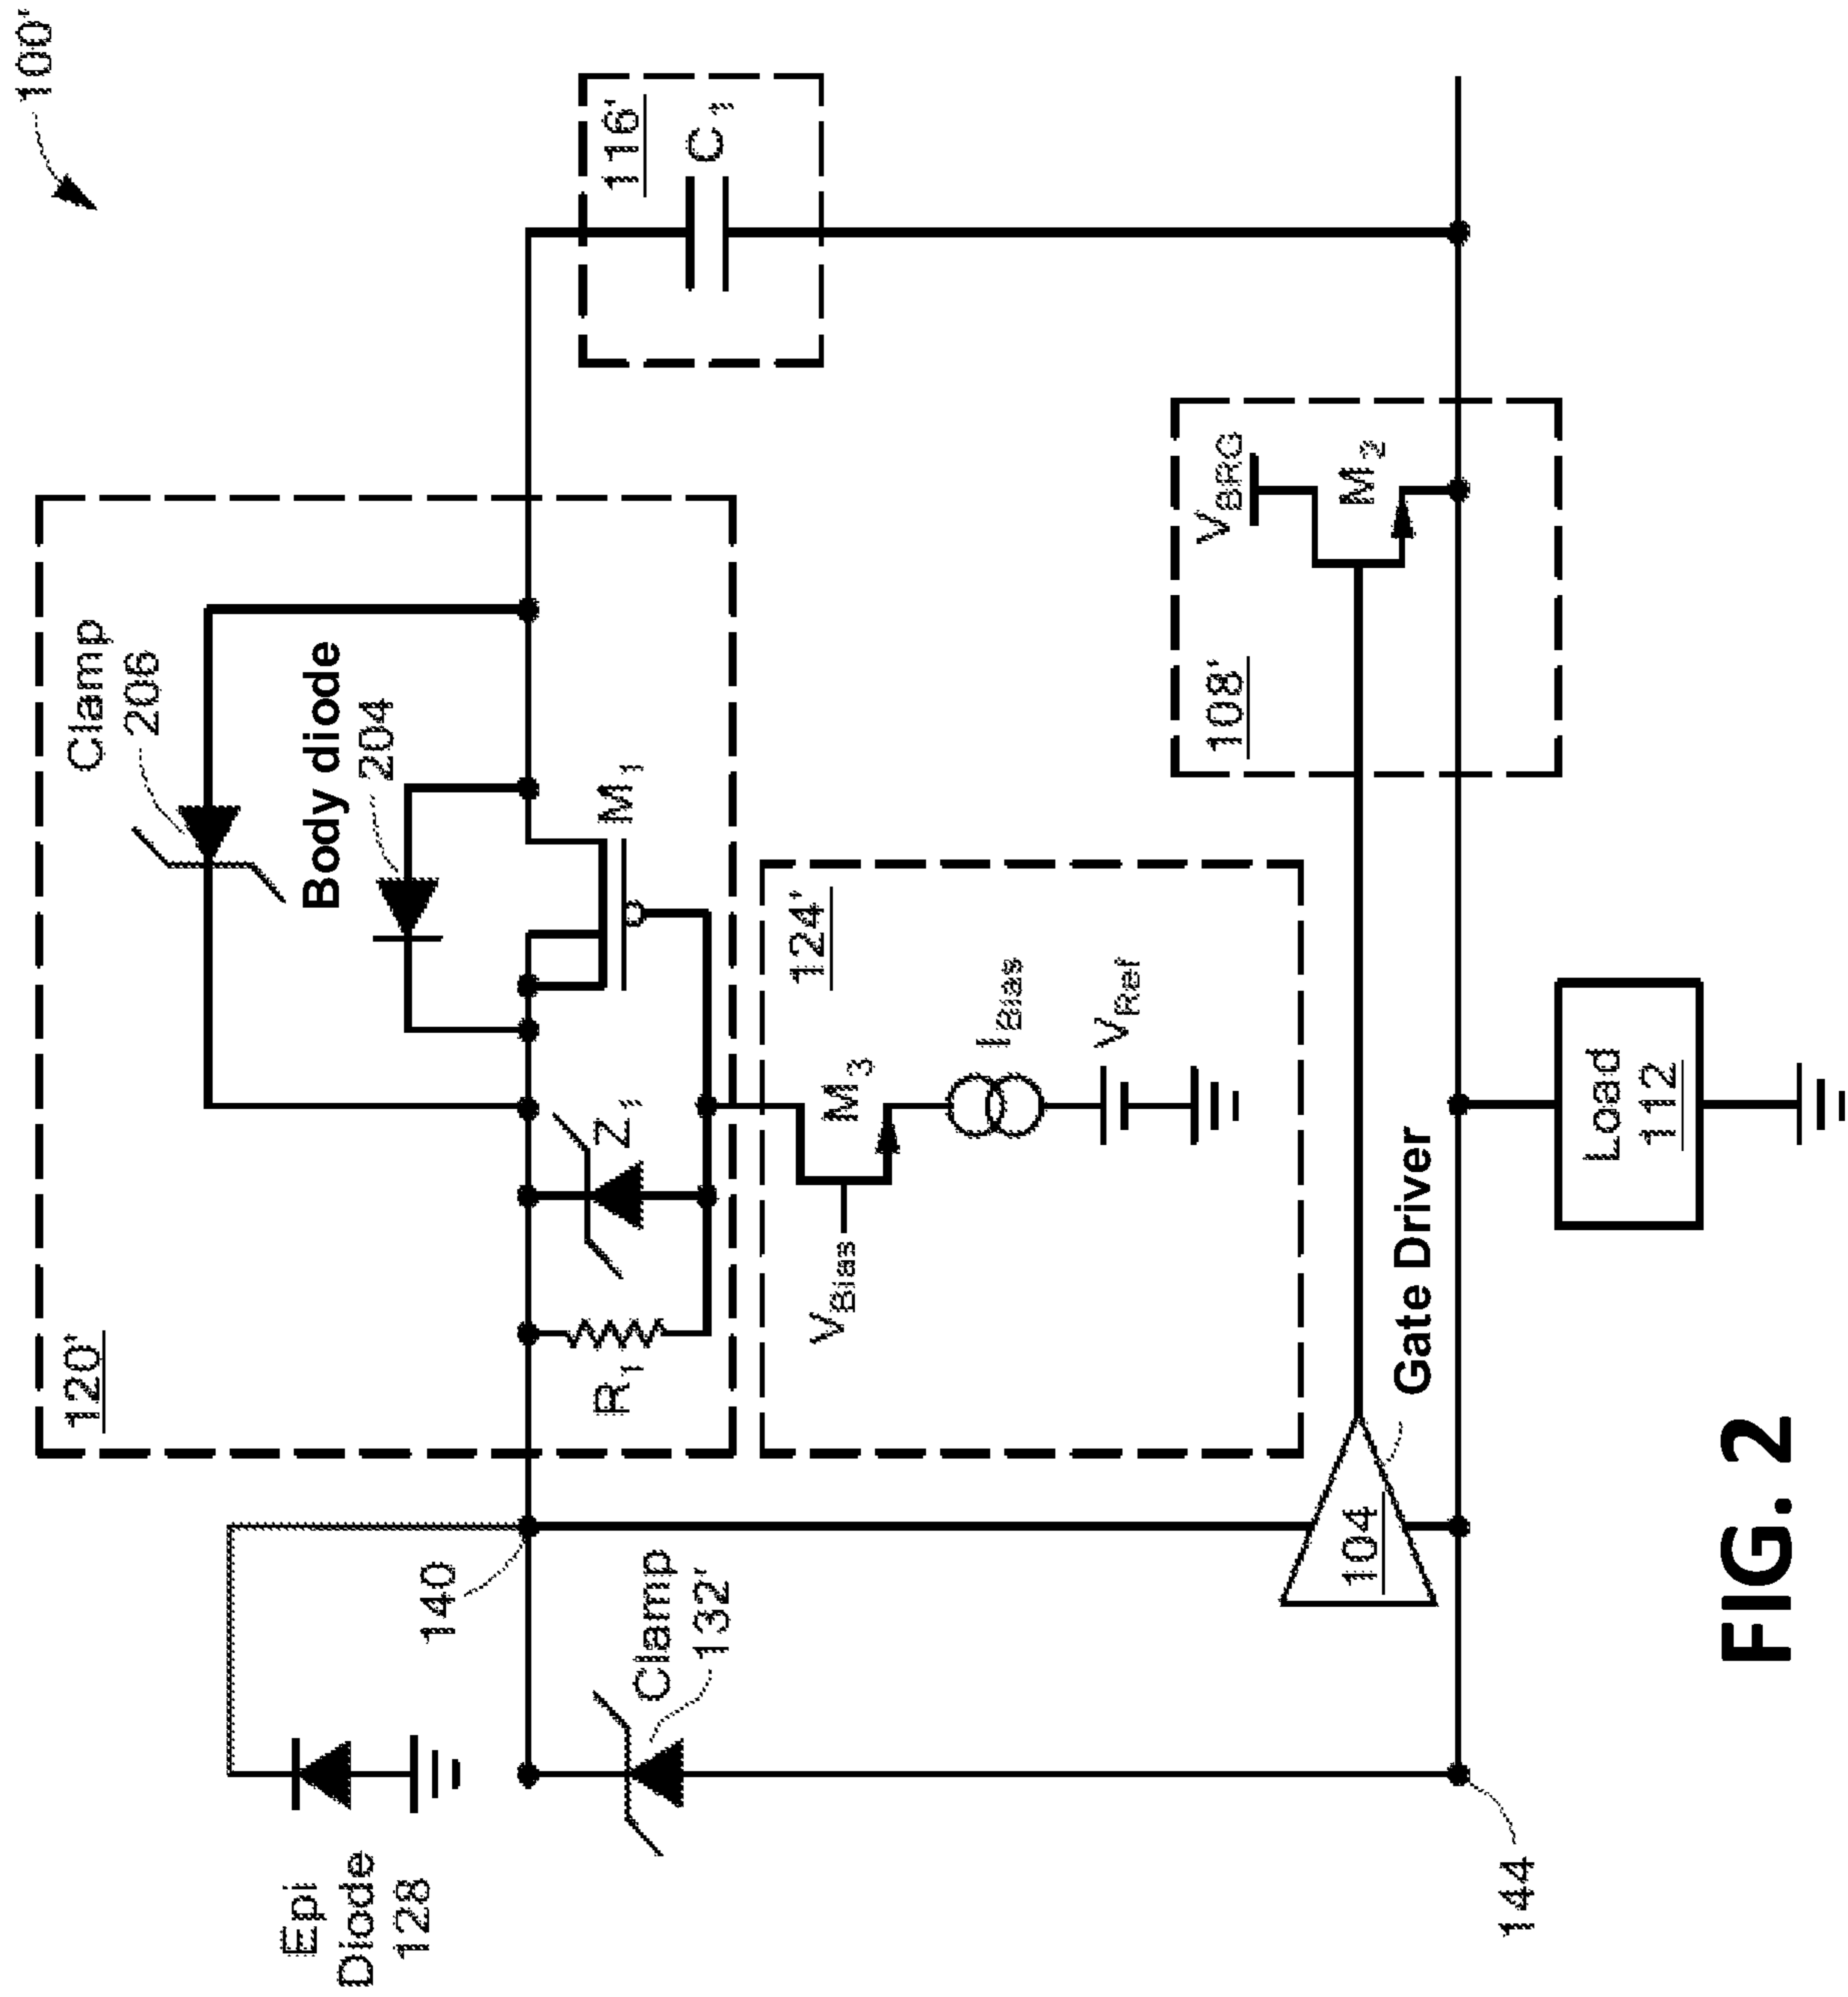 100'
120'
Clamp
206
Body diode
204
M1
R1
Z1
116'
C1
Epi
Diode
128
140
Clamp
132'
124'
VBias
M3
IBias
VRef
104
Gate Driver
108'
VBRG
M2
144
Load
112
FIG. 2